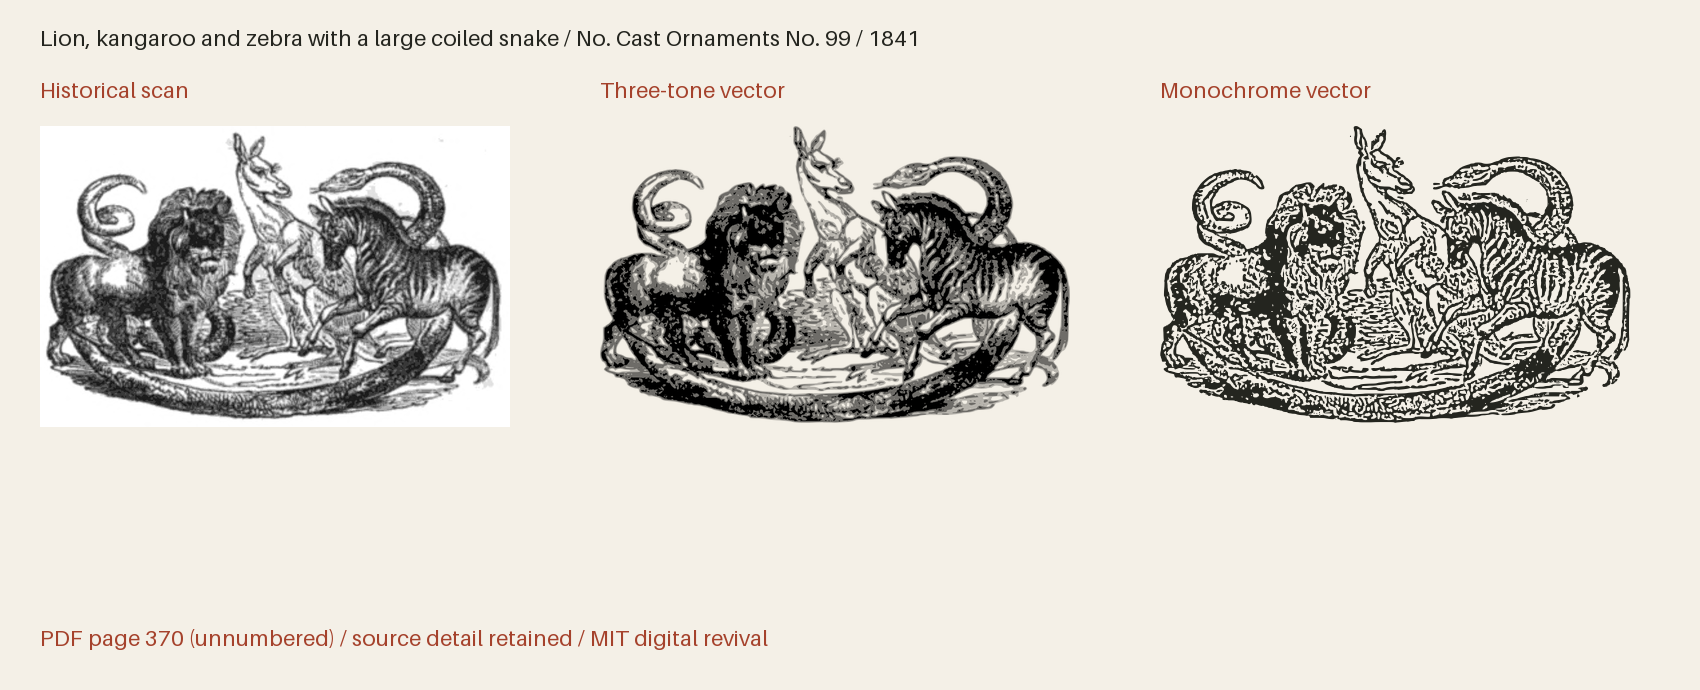 Lion, kangaroo and zebra with a large coiled snake / No. Cast Ornaments No. 99 / 1841
Historical scan
Three-tone vector
Monochrome vector
PDF page 370 (unnumbered) / source detail retained / MIT digital revival